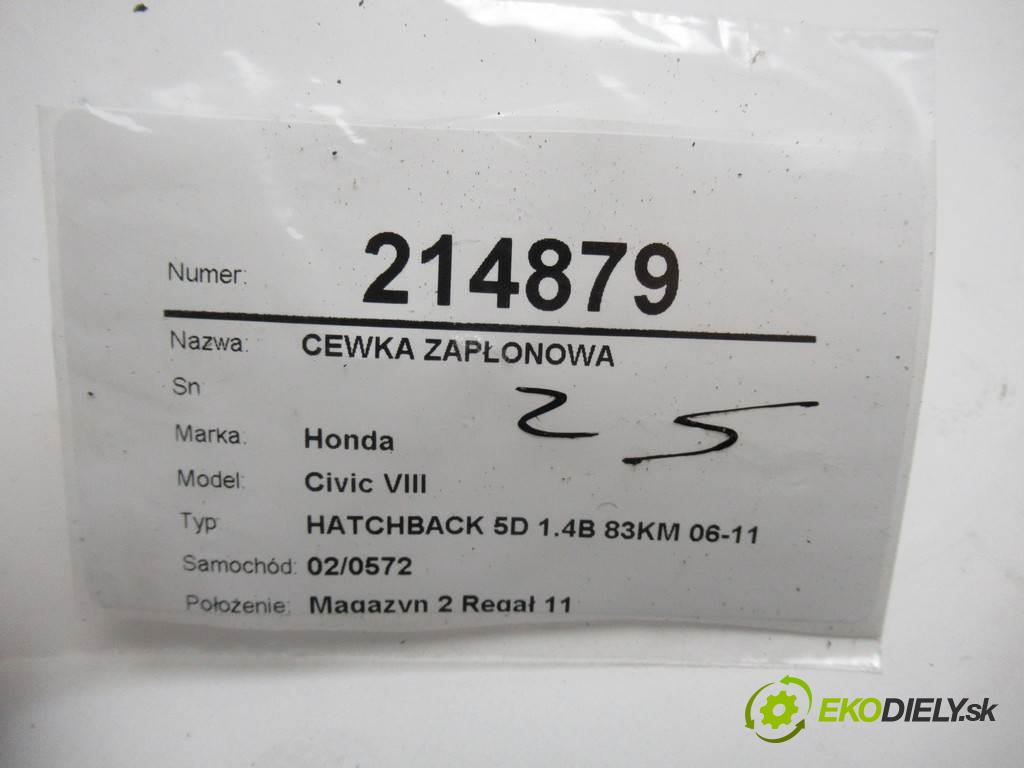 Numer: 214879
Nazwa: CEWKA ZAPŁONOWA
Sn
25
Marka: Honda
Model: Civic VIII
Typ: HATCHBACK 5D 1.4B 83KM 06-11
Samochód: 02/0572
Położenie: Magazyn 2 Regał 11
EKODIELY.sk